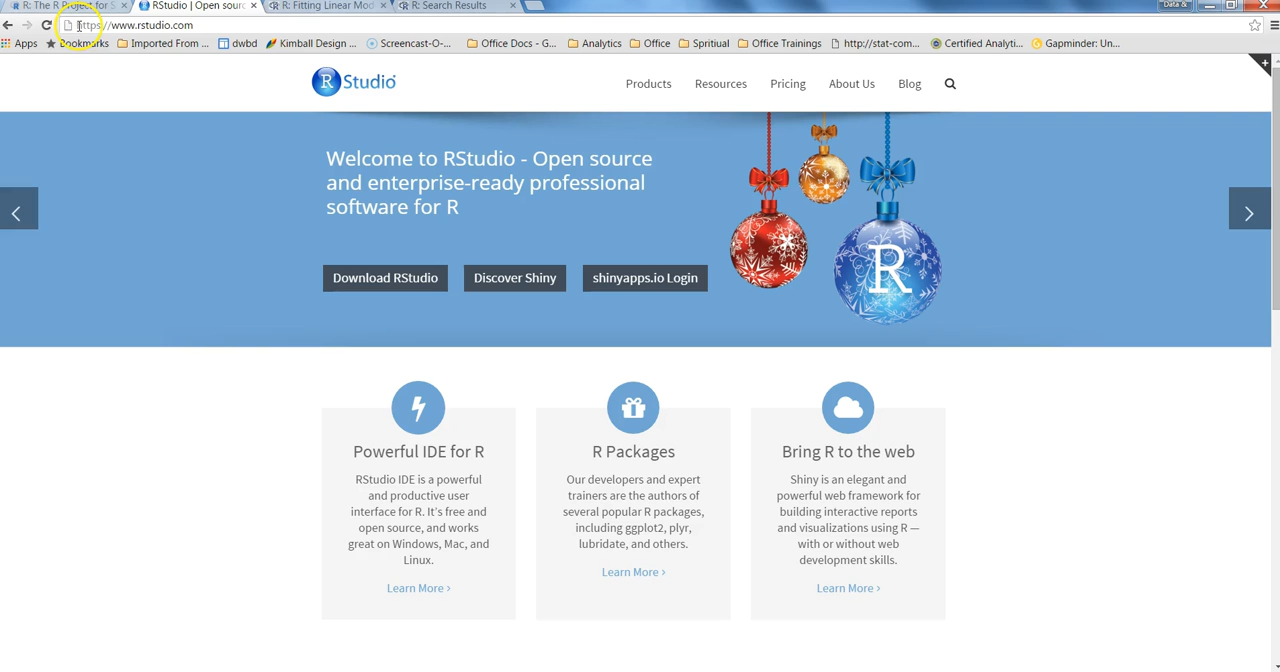 R: The R Project for S
RStudio | Open sourc
R: Fitting Linear Mod
R: Search Results
Data &
https://www.rstudio.com
Apps
Bookmarks
Imported From ...
dwbd
Kimball Design ...
Screencast-O-...
Office Docs - G...
Analytics
Office
Spritiual
Office Trainings
http://stat-com...
Certified Analyti...
Gapminder: Un...
R Studio
Products
Resources
Pricing
About Us
Blog
Welcome to RStudio - Open source
and enterprise-ready professional
software for R
R
Download RStudio
Discover Shiny
shinyapps.io Login
Powerful IDE for R
RStudio IDE is a powerful
and productive user
interface for R. It's free and
open source, and works
great on Windows, Mac, and
Linux.
Learn More ›
R Packages
Our developers and expert
trainers are the authors of
several popular R packages,
including ggplot2, plyr,
lubridate, and others.
Learn More ›
Bring R to the web
Shiny is an elegant and
powerful web framework for
building interactive reports
and visualizations using R —
with or without web
development skills.
Learn More ›